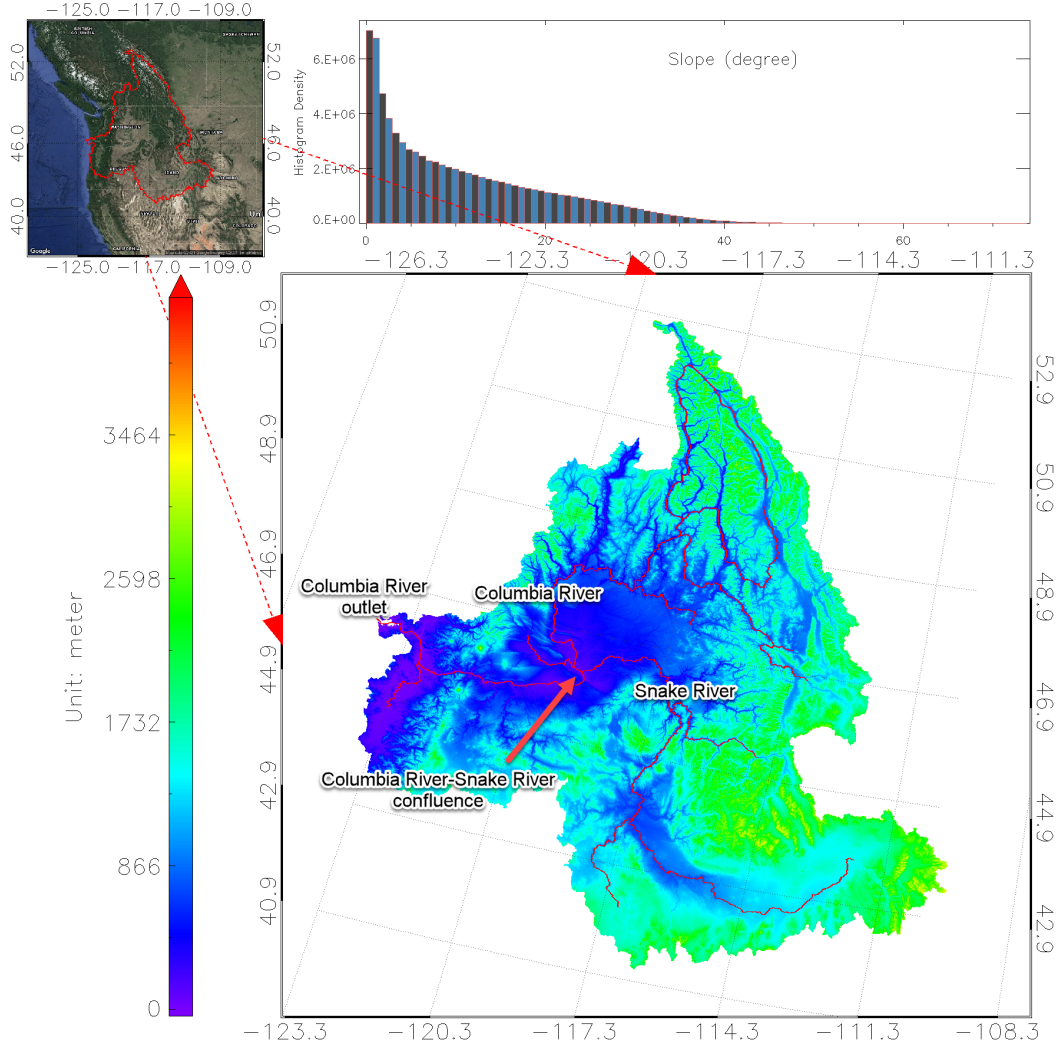 -125.0 -117.0 -109.0
52.0
46.0
40.0
52.0
46.0
40.0
WASHINGTON
IDAHO
Google
-125.0 -117.0 -109.0
Histogram Density
6.E+06
4.E+06
2.E+06
0.E+00
Slope (degree)
0 20 40 60
-126.3 -123.3 -120.3 -117.3 -114.3 -111.3
50.9
48.9
46.9
44.9
42.9
40.9
52.9
50.9
48.9
46.9
44.9
42.9
-123.3 -120.3 -117.3 -114.3 -111.3 -108.3
Unit: meter
3464
2598
1732
866
0
Columbia River
outlet
Columbia River
Snake River
Columbia River-Snake River
confluence